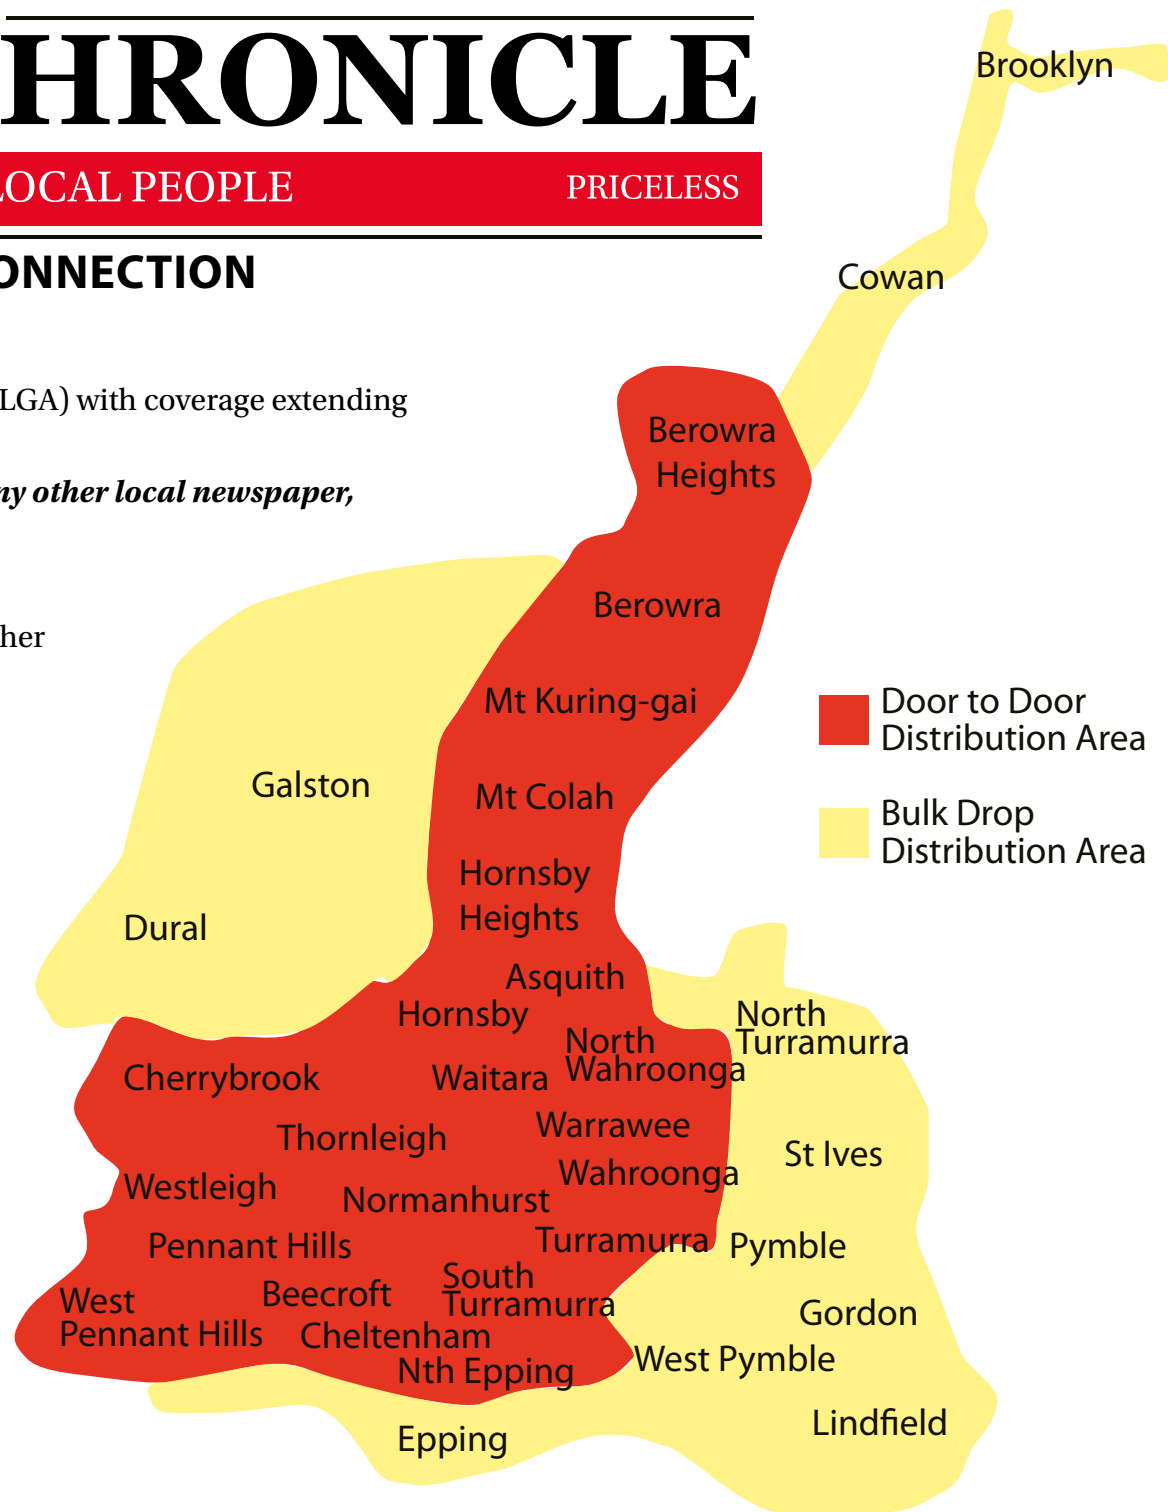 HRONICLE
LOCAL PEOPLE PRICELESS
ONNECTION
LGA) with coverage extending
ny other local newspaper,
her
Brooklyn
Cowan
Berowra
Heights
Berowra
Mt Kuring-gai
Door to Door
Distribution Area
Galston
Mt Colah
Bulk Drop
Distribution Area
Hornsby
Heights
Dural
Asquith
Hornsby
North
Turramurra
North
Wahroonga
Cherrybrook
Waitara
Warrawee
Thornleigh
St Ives
Wahroonga
Westleigh
Normanhurst
Turramurra
Pymble
Pennant Hills
South
Turramurra
Beecroft
West
Pennant Hills
Gordon
Cheltenham
West Pymble
Nth Epping
Lindfield
Epping